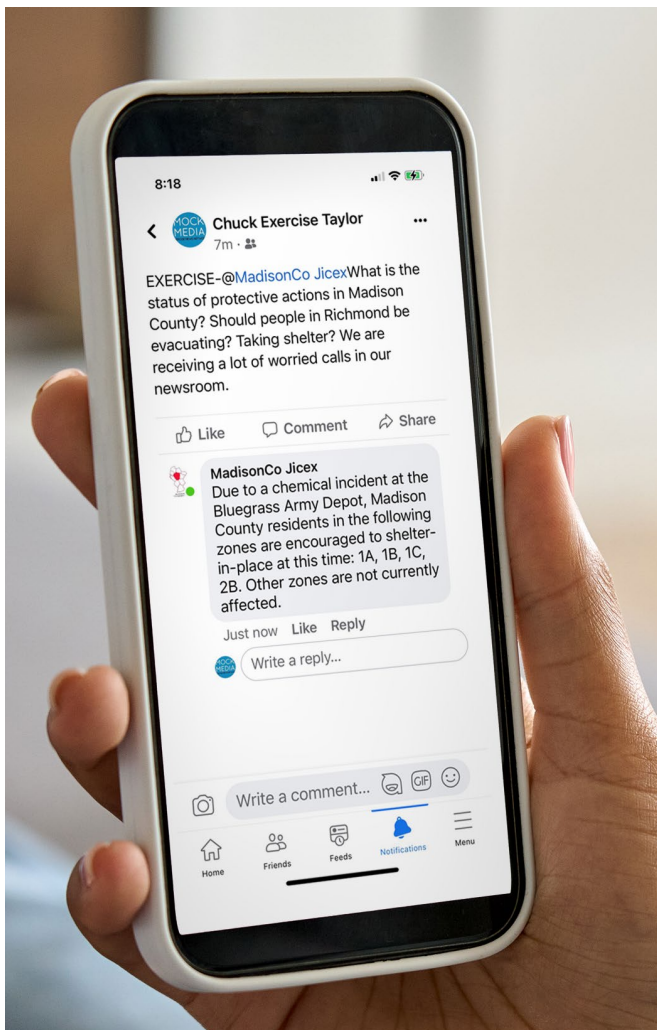 8:18
MOCK
MEDIA
Chuck Exercise Taylor
7m
EXERCISE-@MadisonCo JicexWhat is the
status of protective actions in Madison
County? Should people in Richmond be
evacuating? Taking shelter? We are
receiving a lot of worried calls in our
newsroom.
Like Comment Share
MadisonCo Jicex
Due to a chemical incident at the
Bluegrass Army Depot, Madison
County residents in the following
zones are encouraged to shelter-
in-place at this time: 1A, 1B, 1C,
2B. Other zones are not currently
affected.
Just now Like Reply
MOCK
MEDIA
Write a reply...
Write a comment... GIF
Home Friends Feeds Notifications Menu